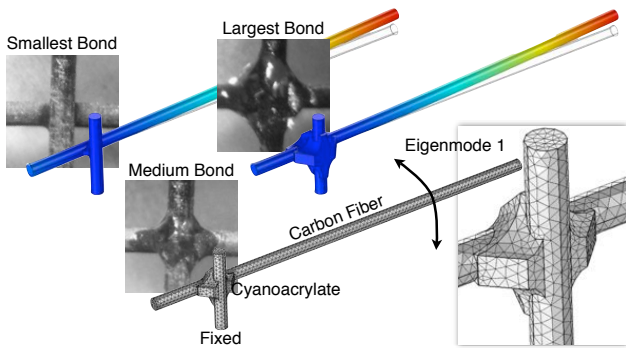 Smallest Bond
Largest Bond
Eigenmode 1
Medium Bond
Carbon Fiber
Cyanoacrylate
Fixed